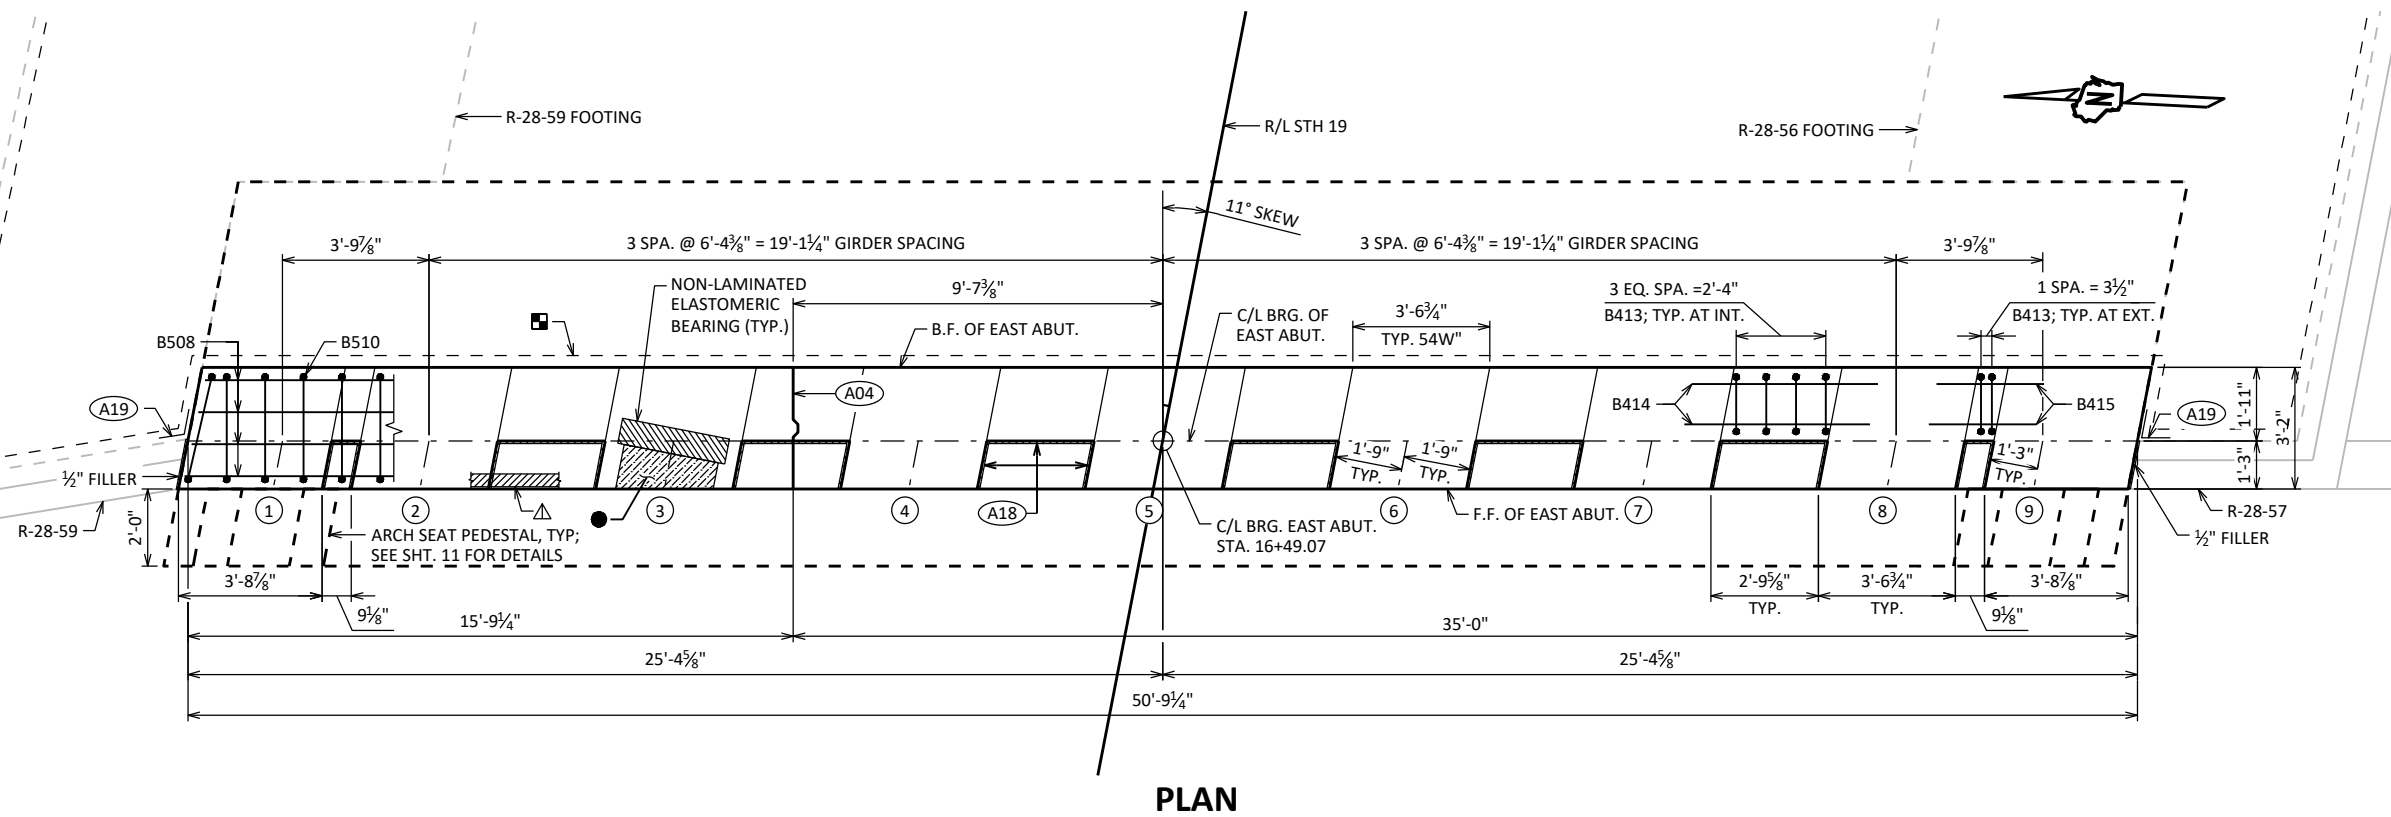 R-28-59 FOOTING
R/L STH 19
R-28-56 FOOTING
N
11° SKEW
3'-9⅞"
3 SPA. @ 6'-4⅜" = 19'-1¼" GIRDER SPACING
3 SPA. @ 6'-4⅜" = 19'-1¼" GIRDER SPACING
3'-9⅞"
NON-LAMINATED
ELASTOMERIC
BEARING (TYP.)
9'-7⅜"
3 EQ. SPA. =2'-4"
B413; TYP. AT INT.
1 SPA. = 3½"
B413; TYP. AT EXT.
C/L BRG. OF
EAST ABUT.
3'-6¾"
TYP. 54W"
B.F. OF EAST ABUT.
B508
B510
A19
A04
B414
B415
A19
1'-11"
3'-2"
1'-3"
1'-9"
TYP.
1'-9"
TYP.
1'-3"
TYP.
½" FILLER
R-28-59
2'-0"
1
2
3
4
A18
5
6
7
8
9
ARCH SEAT PEDESTAL, TYP;
SEE SHT. 11 FOR DETAILS
C/L BRG. EAST ABUT.
STA. 16+49.07
F.F. OF EAST ABUT.
R-28-57
½" FILLER
3'-8⅞"
9⅛"
2'-9⅝"
TYP.
3'-6¾"
TYP.
9⅛"
3'-8⅞"
15'-9¼"
35'-0"
25'-4⅝"
25'-4⅝"
50'-9¼"
PLAN